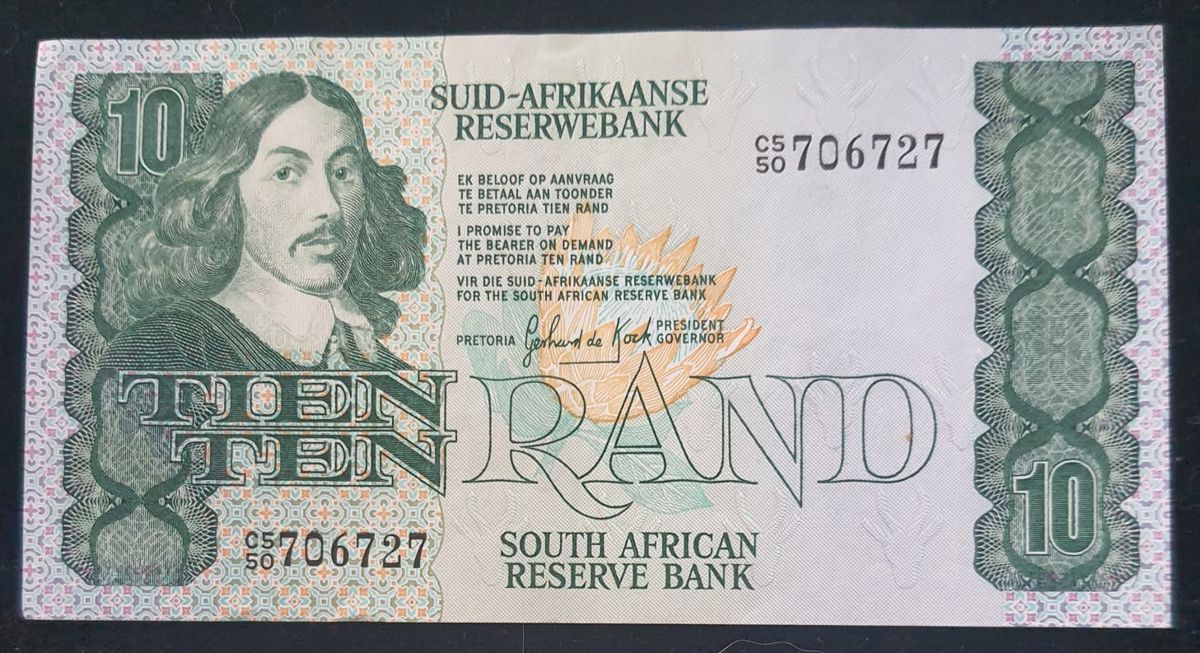 10
SUID-AFRIKAANSE
RESERWEBANK
C5
50 706727
EK BELOOF OP AANVRAAG
TE BETAAL AAN TOONDER
TE PRETORIA TIEN RAND
I PROMISE TO PAY
THE BEARER ON DEMAND
AT PRETORIA TEN RAND
VIR DIE SUID-AFRIKAANSE RESERWEBANK
FOR THE SOUTH AFRICAN RESERVE BANK
PRETORIA Gerhard de Kock PRESIDENT
GOVERNOR
TIEN
TEN RAND
10
C5
50 706727
SOUTH AFRICAN
RESERVE BANK